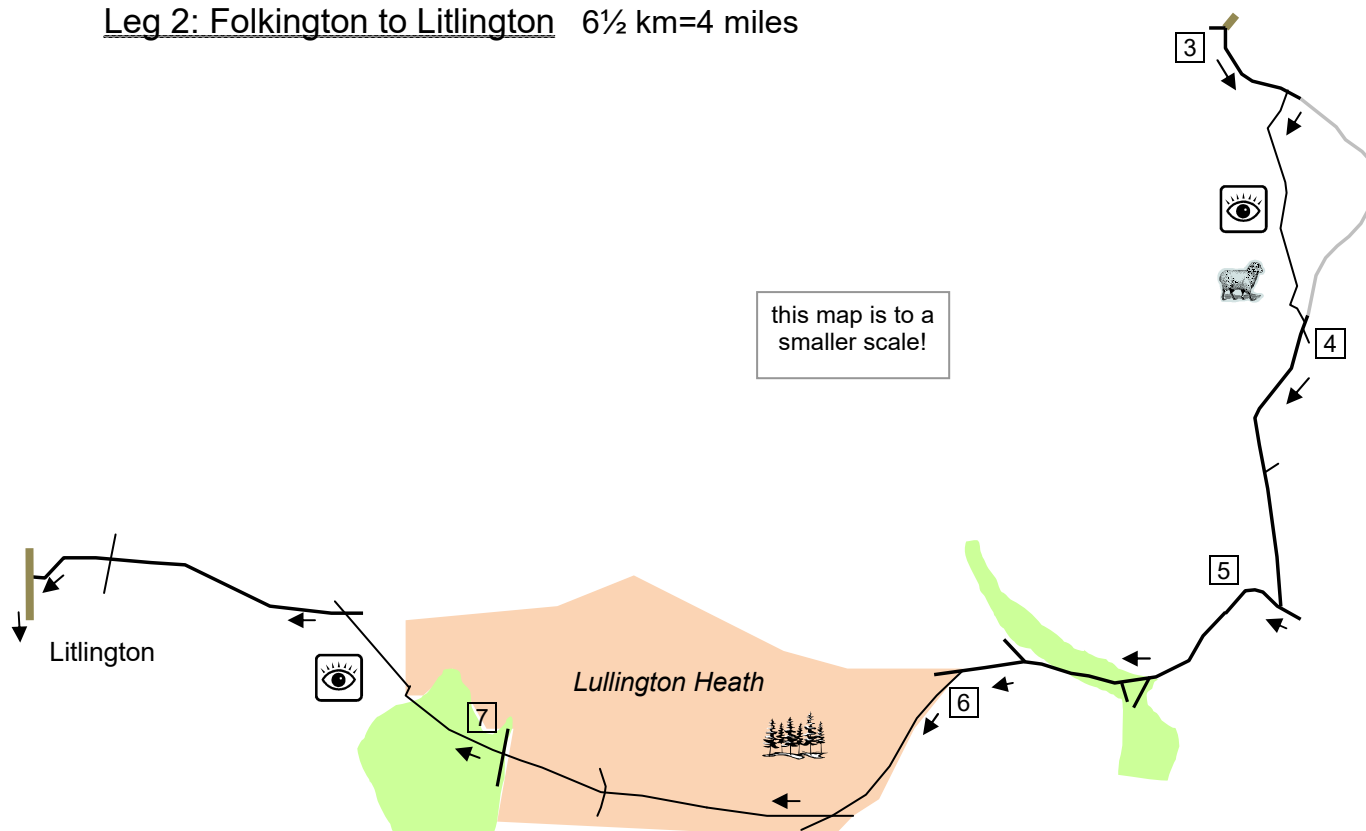 Leg 2: Folkington to Litlington 6½ km=4 miles
3
this map is to a
smaller scale!
4
5
Litlington
Lullington Heath
6
7